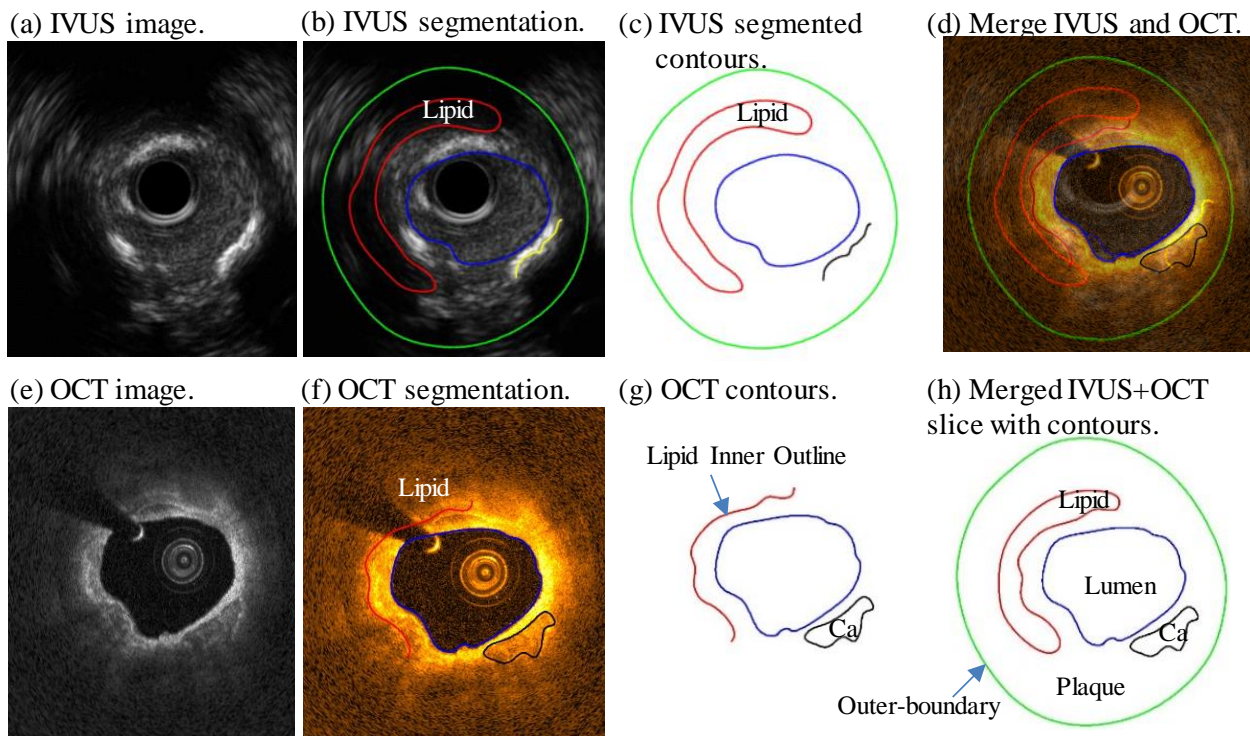 (a) IVUS image.
(b) IVUS segmentation.
Lipid
(c) IVUS segmented
contours.
Lipid
(d) Merge IVUS and OCT.
(e) OCT image.
(f) OCT segmentation.
Lipid
(g) OCT contours.
Lipid Inner Outline
Ca
(h) Merged IVUS+OCT
slice with contours.
Lipid
Lumen
Ca
Plaque
Outer-boundary